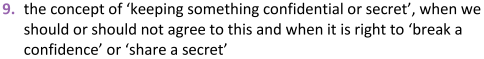 9. the concept of ‘keeping something confidential or secret’, when we
should or should not agree to this and when it is right to ‘break a
confidence’ or ‘share a secret’